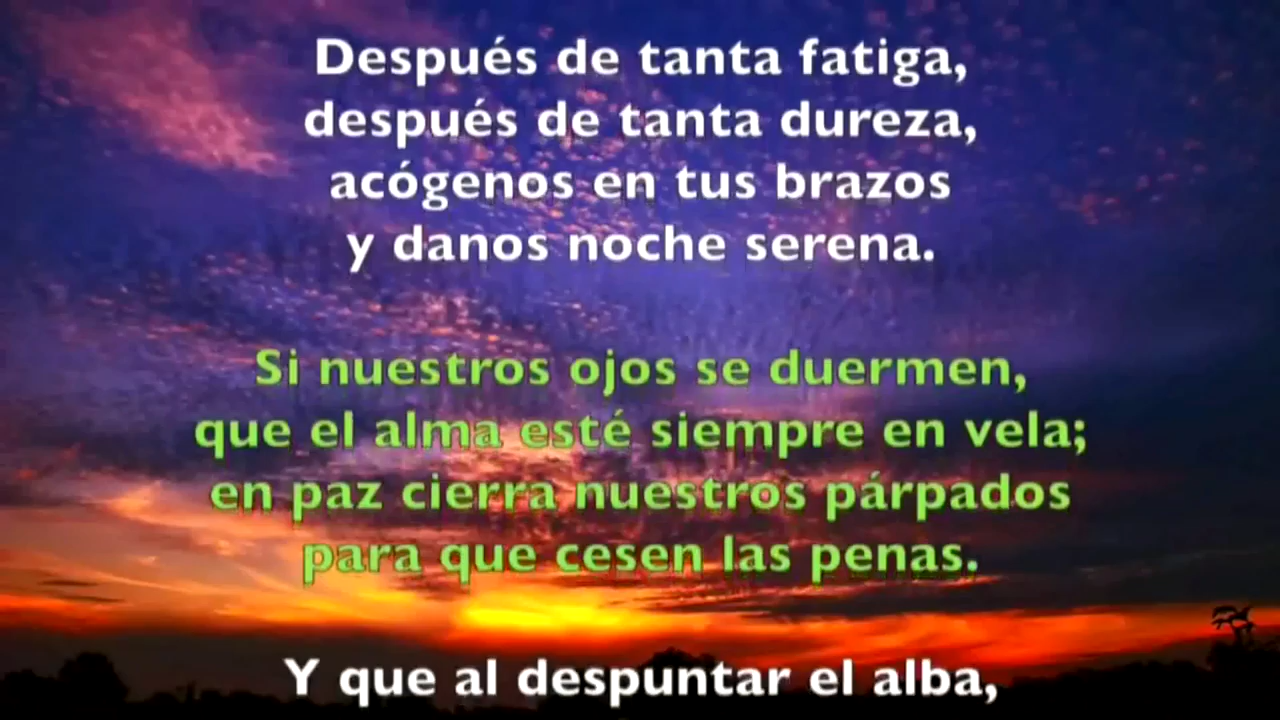 Después de tanta fatiga,
después de tanta dureza,
acógenos en tus brazos
y danos noche serena.
Si nuestros ojos se duermen,
que el alma esté siempre en vela;
en paz cierra nuestros párpados
para que cesen las penas.
Y que al despuntar el alba,